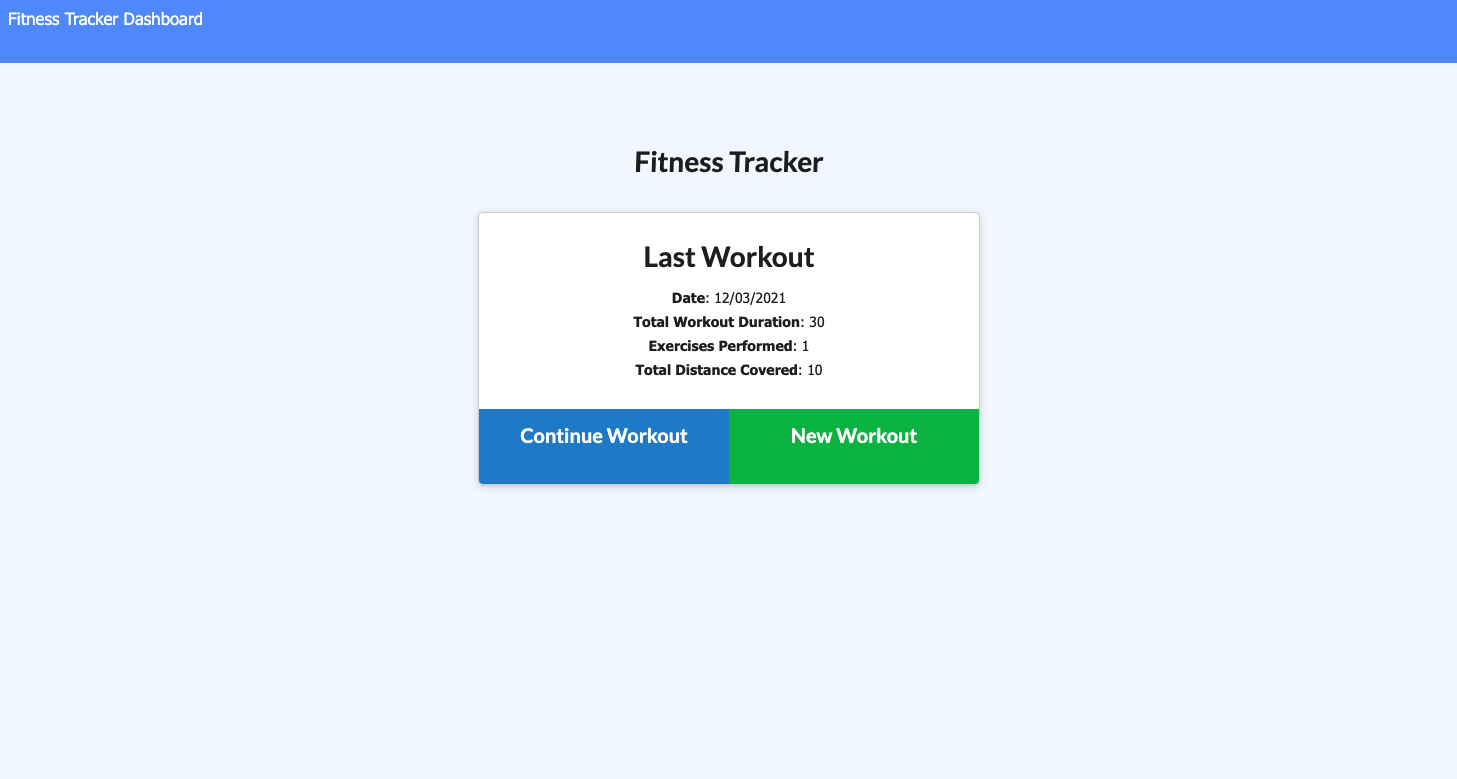 Fitness Tracker Dashboard
Fitness Tracker
Last Workout
Date: 12/03/2021
Total Workout Duration: 30
Exercises Performed: 1
Total Distance Covered: 10
Continue Workout
New Workout